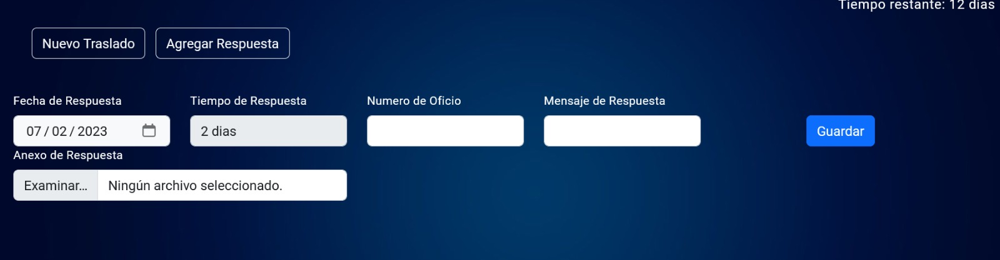 Tiempo restante: 12 dias
Nuevo Traslado Agregar Respuesta
Fecha de Respuesta Tiempo de Respuesta Numero de Oficio Mensaje de Respuesta
07 / 02 / 2023 2 dias Guardar
Anexo de Respuesta
Examinar... Ningún archivo seleccionado.